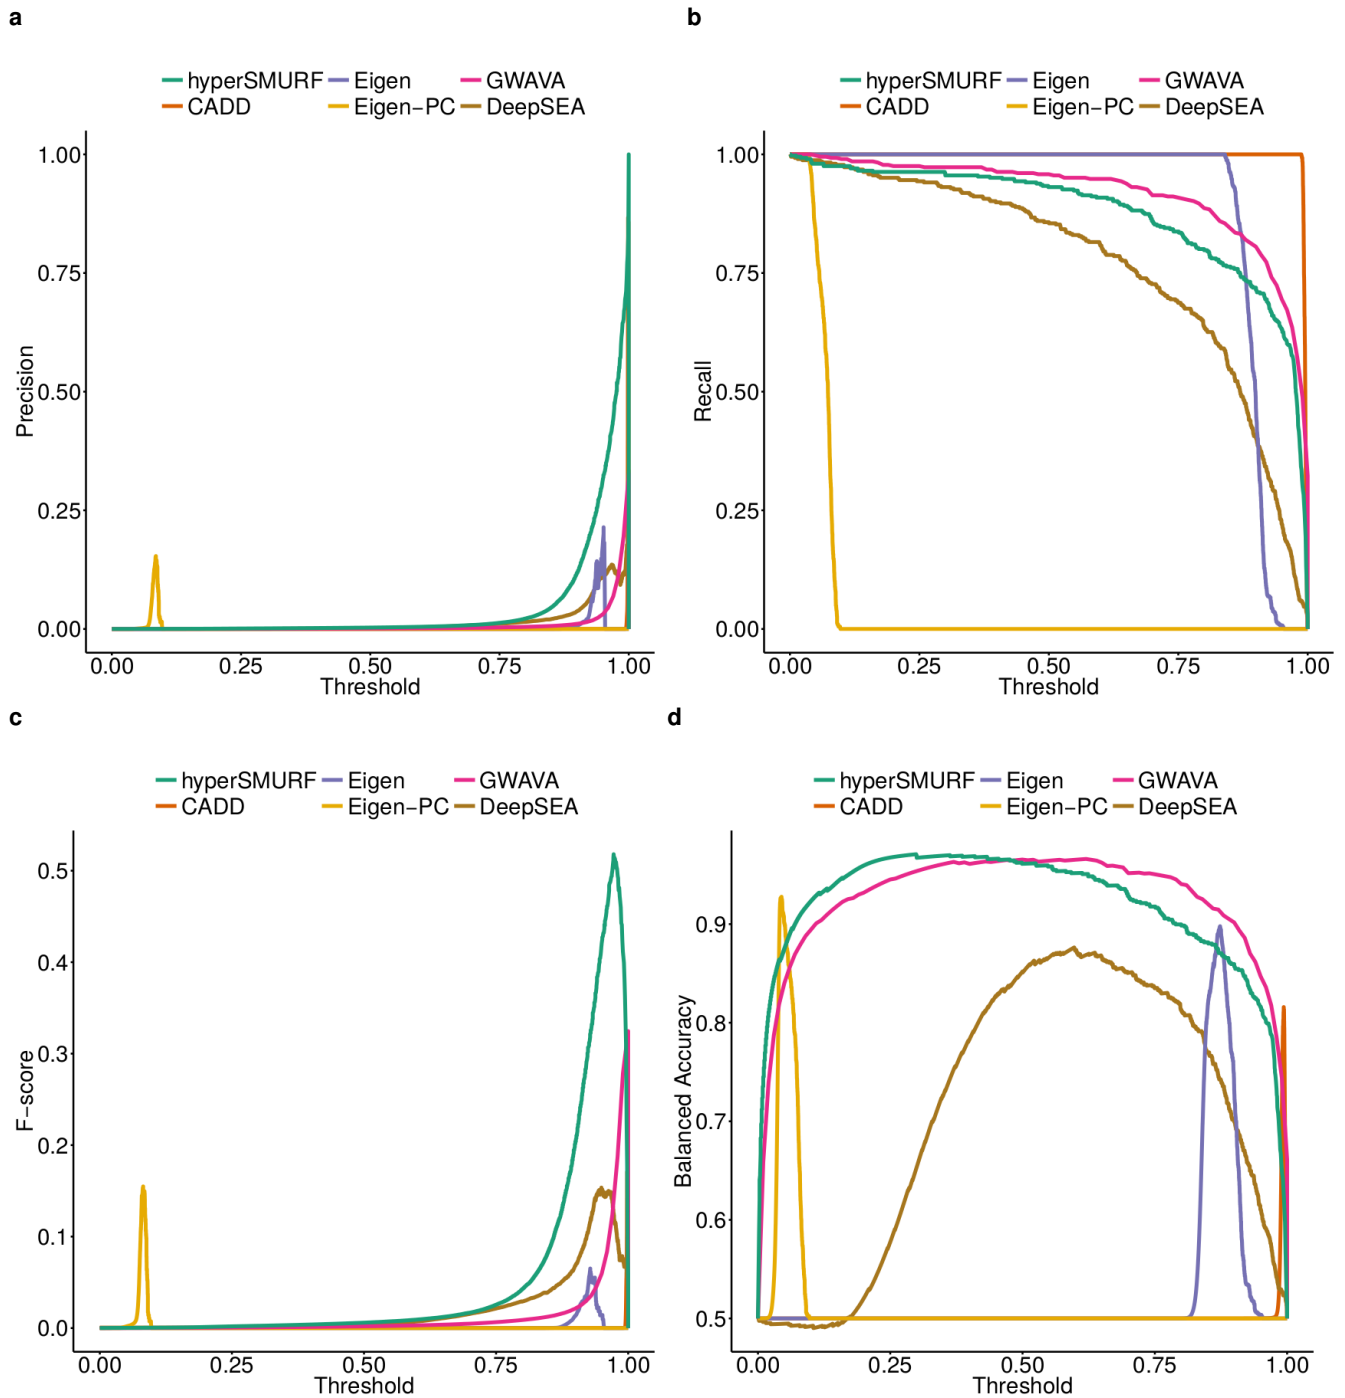 a
hyperSMURF Eigen GWAVA
CADD Eigen−PC DeepSEA
1.00
0.75
0.50
0.25
0.00
Precision
0.00 0.25 0.50 0.75 1.00
Threshold
b
hyperSMURF Eigen GWAVA
CADD Eigen−PC DeepSEA
1.00
0.75
0.50
0.25
0.00
Recall
0.00 0.25 0.50 0.75 1.00
Threshold
c
hyperSMURF Eigen GWAVA
CADD Eigen−PC DeepSEA
0.5
0.4
0.3
0.2
0.1
0.0
F−score
0.00 0.25 0.50 0.75 1.00
Threshold
d
hyperSMURF Eigen GWAVA
CADD Eigen−PC DeepSEA
0.9
0.8
0.7
0.6
0.5
Balanced Accuracy
0.00 0.25 0.50 0.75 1.00
Threshold